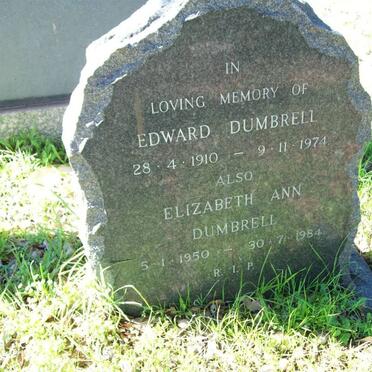 IN
LOVING MEMORY OF
EDWARD DUMBRELL
28·4·1910 – 9·11·1974
ALSO
ELIZABETH ANN
DUMBRELL
5·1·1950 – 30·7·1984
R.I.P.